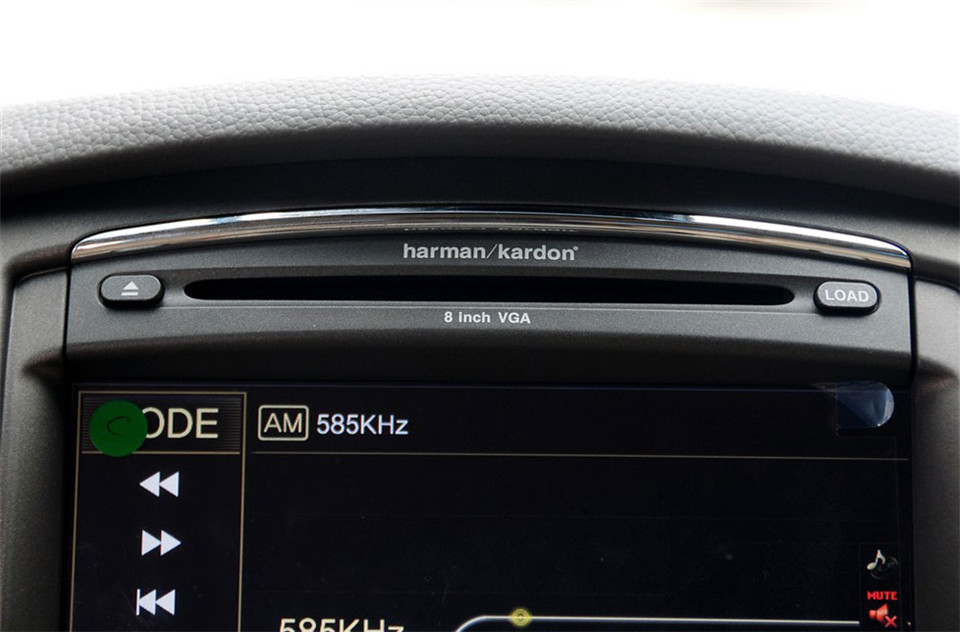 harman/kardon®
LOAD
8 inch VGA
ODE
AM 585KHz
MUTE
585KHz